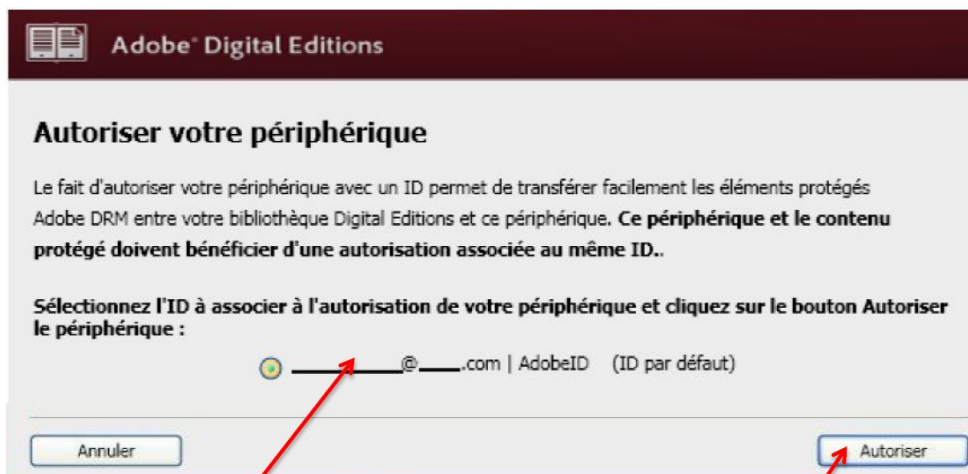 Adobe® Digital Editions
Autoriser votre périphérique
Le fait d'autoriser votre périphérique avec un ID permet de transférer facilement les éléments protégés
Adobe DRM entre votre bibliothèque Digital Editions et ce périphérique. Ce périphérique et le contenu
protégé doivent bénéficier d'une autorisation associée au même ID..
Sélectionnez l'ID à associer à l'autorisation de votre périphérique et cliquez sur le bouton Autoriser
le périphérique :
__________@____.com | AdobeID (ID par défaut)
Annuler
Autoriser